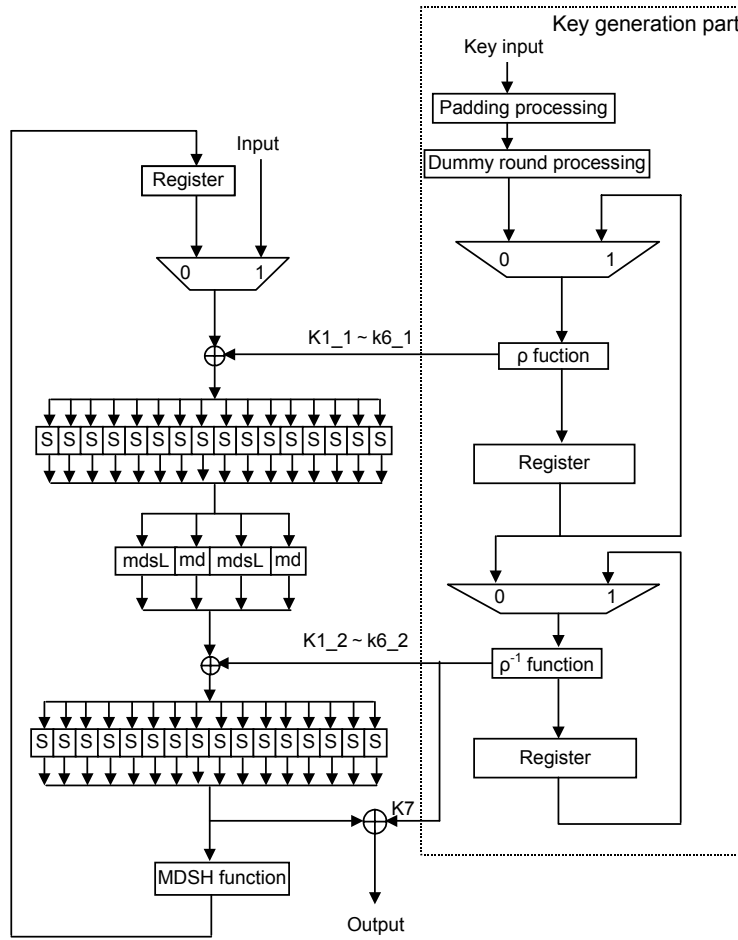 Key generation part
Key input
Padding processing
Dummy round processing
Input
Register
0 1
0 1
K1_1 ~ k6_1
ρ fuction
S S S S S S S S S S S S S S S
Register
mdsL md mdsL md
0 1
K1_2 ~ k6_2
ρ⁻¹ function
S S S S S S S S S S S S S S S
Register
K7
MDSH function
Output